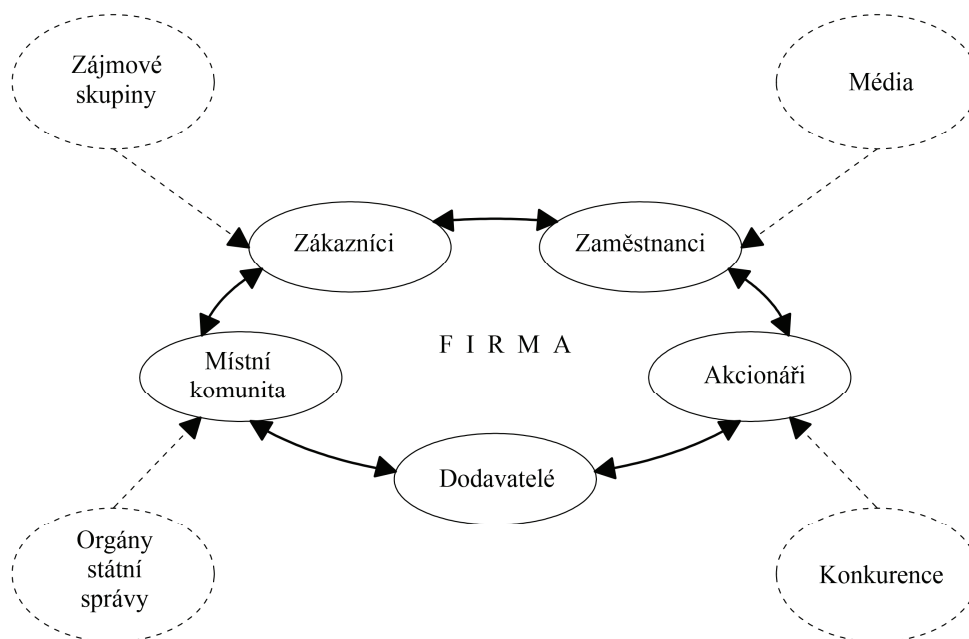 Zájmové
skupiny
Média
Zákazníci
Zaměstnanci
F I R M A
Místní
komunita
Akcionáři
Dodavatelé
Orgány
státní
správy
Konkurence